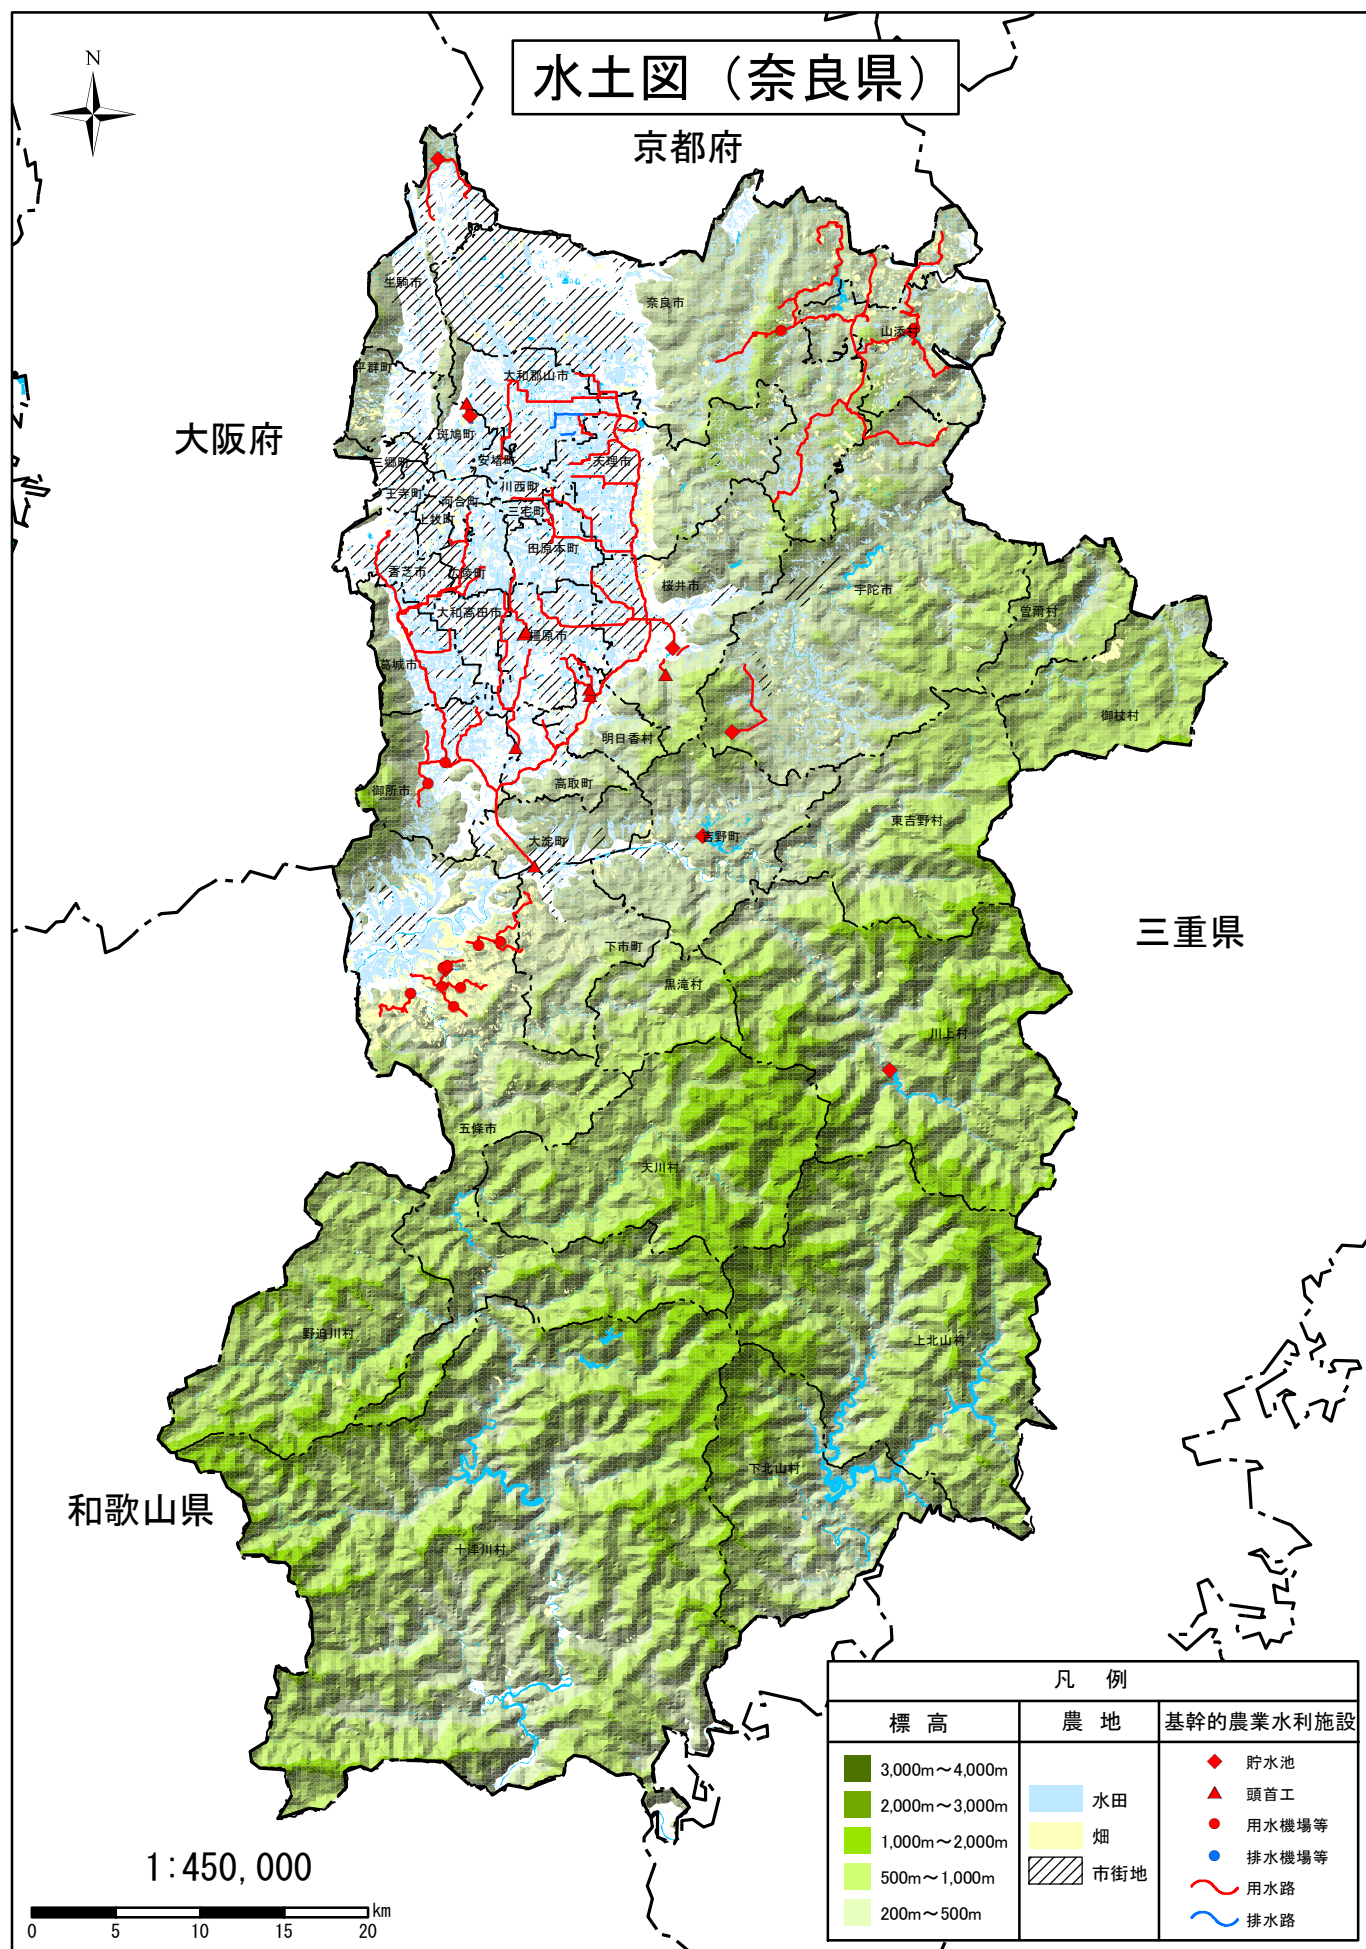 N
水土図（奈良県）
京都府
生駒市
奈良市
山添村
平群町
大和郡山市
大阪府
斑鳩町
安堵町
天理市
三郷町
王寺町
河合町
川西町
上牧町
三宅町
田原本町
香芝市
広陵町
桜井市
宇陀市
曽爾村
大和高田市
橿原市
葛城市
御杖村
明日香村
高取町
御所市
東吉野村
大淀町
吉野町
三重県
下市町
黒滝村
川上村
五條市
天川村
野迫川村
上北山村
下北山村
和歌山県
十津川村
凡 例
標 高
農 地
基幹的農業水利施設
3,000m～4,000m
2,000m～3,000m
1,000m～2,000m
500m～1,000m
200m～500m
水田
畑
市街地
貯水池
頭首工
用水機場等
排水機場等
用水路
排水路
1:450,000
km
0 5 10 15 20